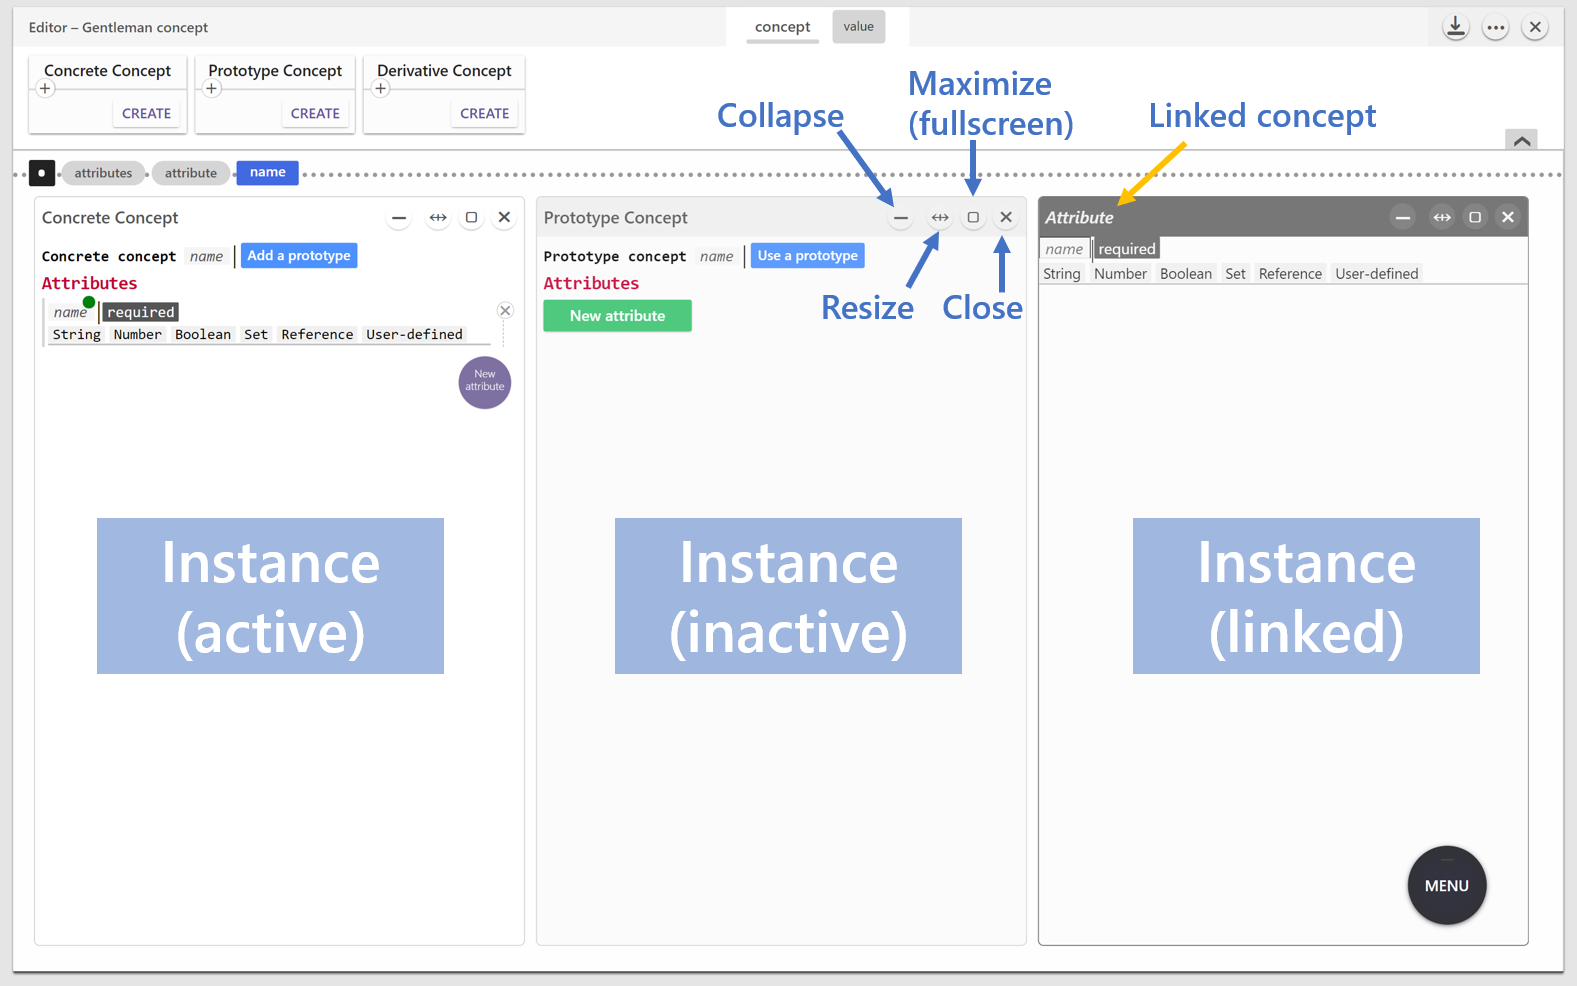 Editor – Gentleman concept
concept
value
Concrete Concept
CREATE
Prototype Concept
CREATE
Derivative Concept
CREATE
Collapse
Maximize
(fullscreen)
Linked concept
attributes
attribute
name
Concrete Concept
Concrete concept name Add a prototype
Attributes
name required
String Number Boolean Set Reference User-defined
New
attribute
Instance
(active)
Prototype Concept
Prototype concept name Use a prototype
Attributes
New attribute
Resize
Close
Instance
(inactive)
Attribute
name required
String Number Boolean Set Reference User-defined
Instance
(linked)
MENU